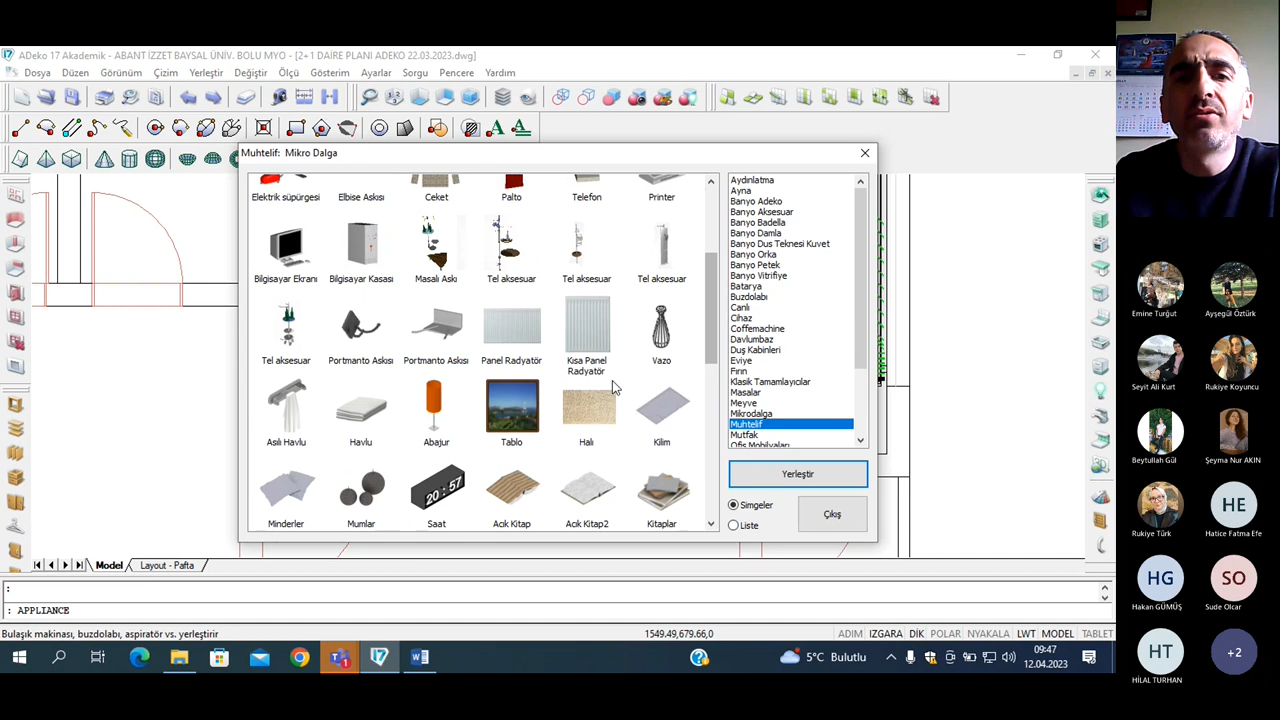 ADeko 17 Akademik - ABANT İZZET BAYSAL ÜNİV. BOLU MYO - [2+1 DAİRE PLANI ADEKO 22.03.2023.dwg]
Dosya Düzen Görünüm Çizim Yerleştir Değiştir Ölçü Gösterim Ayarlar Sorgu Pencere Yardım
Muhtelif: Mikro Dalga
Elektrik süpürgesi Elbise Askısı Ceket Palto Telefon Printer
Bilgisayar Ekranı Bilgisayar Kasası Masalı Askı Tel aksesuar Tel aksesuar Tel aksesuar
Tel aksesuar Portmanto Askısı Portmanto Askısı Panel Radyatör Kısa Panel Radyatör Vazo
Asılı Havlu Havlu Abajur Tablo Halı Kilim
20:57
Minderler Mumlar Saat Acık Kitap Acık Kitap2 Kitaplar
Aydınlatma
Ayna
Banyo Adeko
Banyo Aksesuar
Banyo Badella
Banyo Damla
Banyo Dus Teknesi Kuvet
Banyo Orka
Banyo Petek
Banyo Vitrifiye
Batarya
Buzdolabı
Canlı
Cihaz
Coffemachine
Davlumbaz
Duş Kabinleri
Eviye
Fırın
Klasik Tamamlayıcılar
Masalar
Meyve
Mikrodalga
Muhtelif
Mutfak
Ofis Mobilyaları
Yerleştir
Simgeler
Liste
Çıkış
Model Layout - Pafta
:
: APPLIANCE
Bulaşık makinası, buzdolabı, aspiratör vs. yerleştirir
1549.49,679.66,0
ADIM IZGARA DİK POLAR NYAKALA LWT MODEL TABLET
5°C Bulutlu
09:47
12.04.2023
Emine Turğut Ayşegül Öztürk
Seyit Ali Kurt Rukiye Koyuncu
Beytullah Gül Şeyma Nur AKIN
HE
Rukiye Türk Hatice Fatma Efe
HG SO
Hakan GÜMÜŞ Sude Olcar
HT +2
HİLAL TURHAN